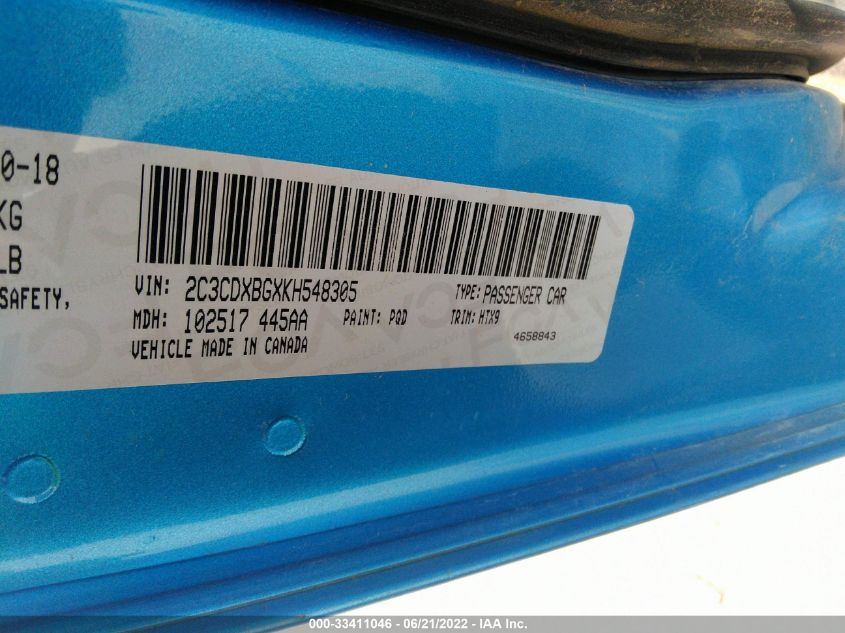 0-18
KG
LB
SAFETY,
VIN: 2C3CDXBGXKH548305 TYPE: PASSENGER CAR
MDH: 102517 445AA PAINT: PQD TRIM: HTX9
VEHICLE MADE IN CANADA 4658843
000-33411046 - 06/21/2022 - IAA Inc.